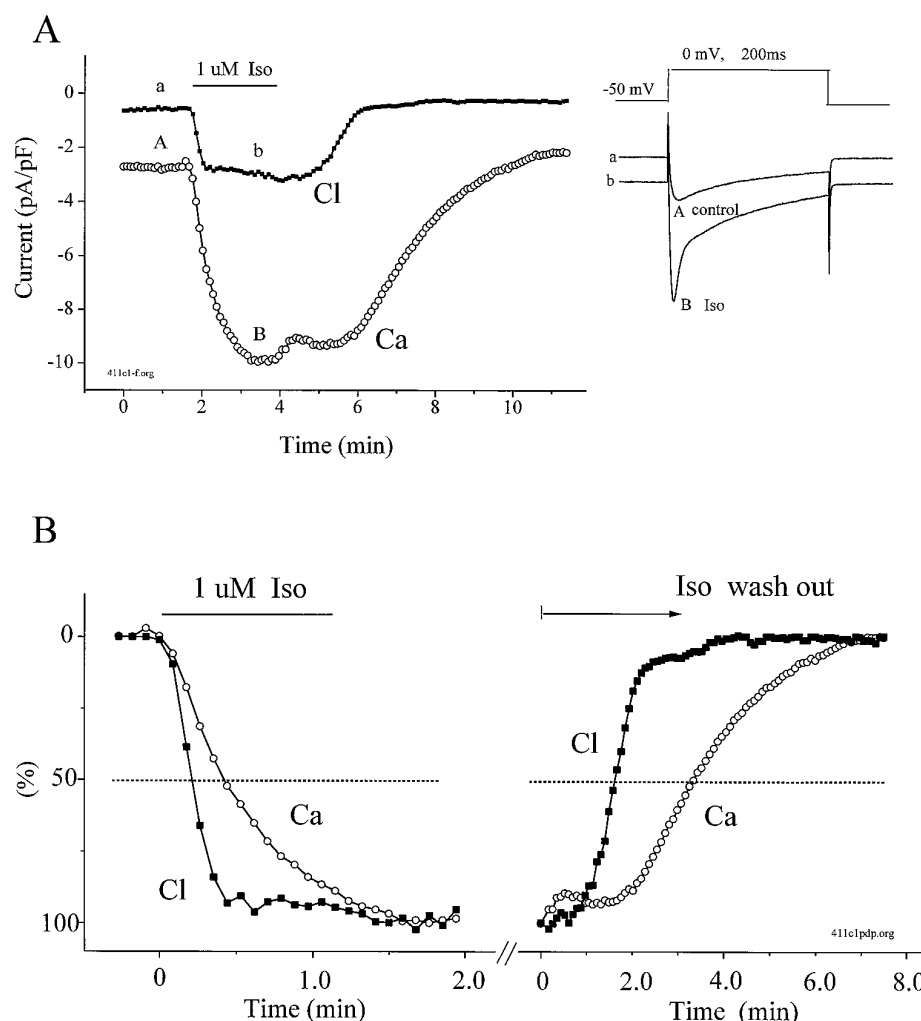 A
1 uM Iso
a
A
b
Cl
B
Ca
0
-2
-4
-6
-8
-10
Current (pA/pF)
411c1-f.org
0 2 4 6 8 10
Time (min)
0 mV, 200ms
-50 mV
a
b
A control
B Iso
B
1 uM Iso
Iso wash out
0
50
100
(%)
Ca
Cl
Cl
Ca
411c1pdp.org
0 1.0 2.0
Time (min)
0 2.0 4.0 6.0 8.0
Time (min)